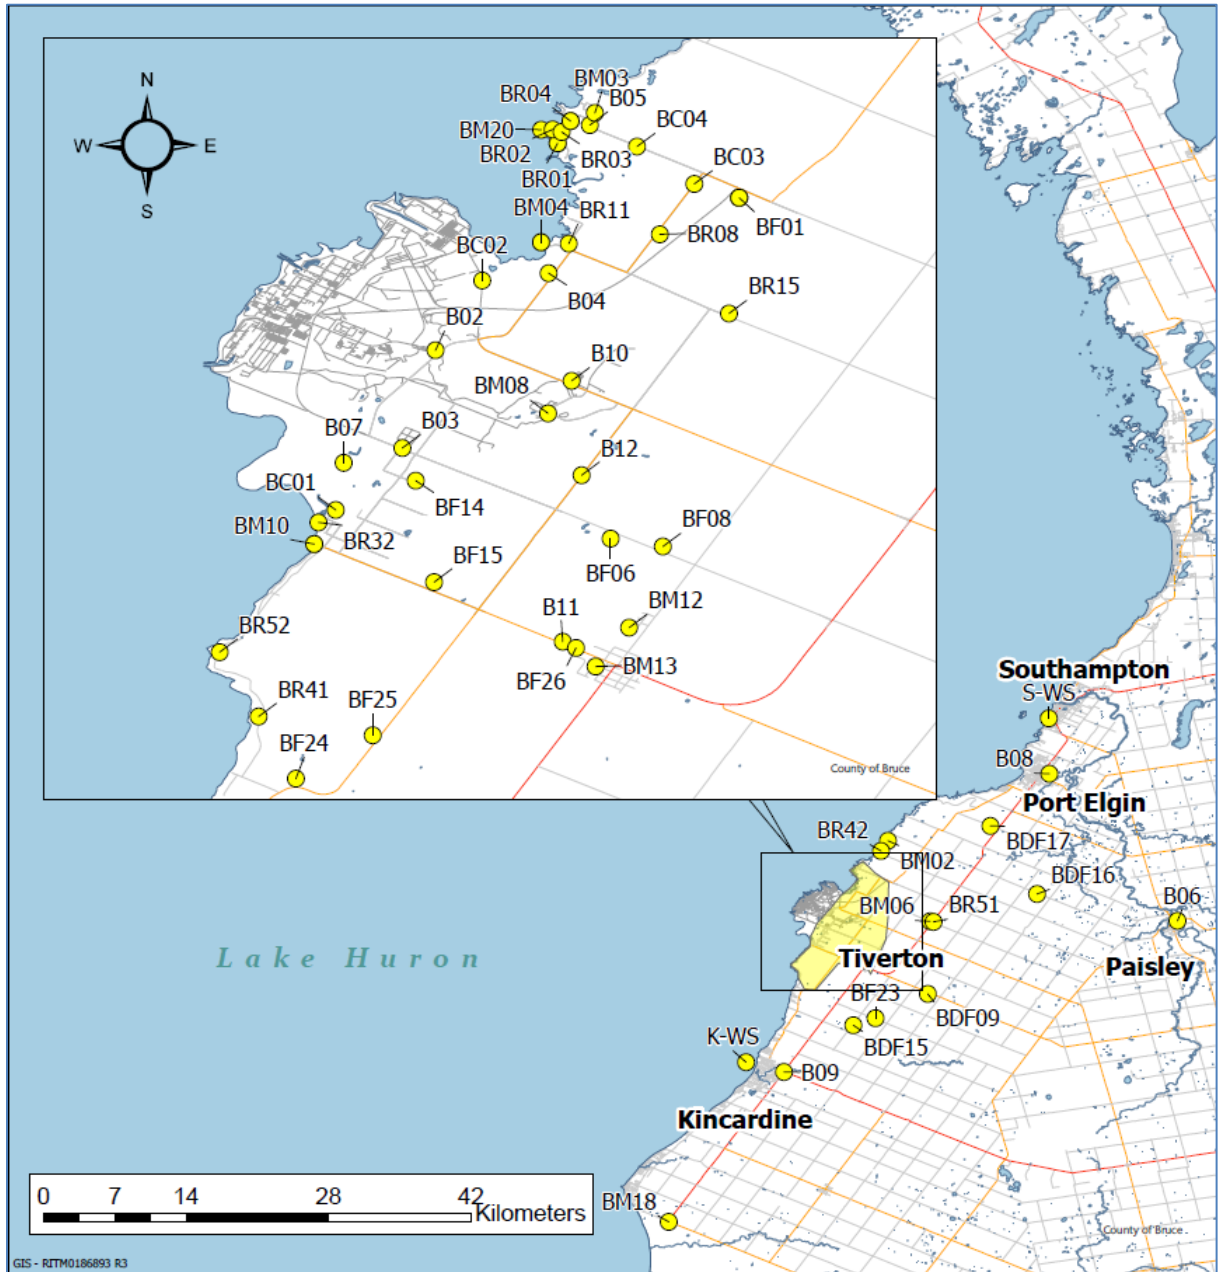 N
W
E
S
BM03
BR04
B05
BM20
BC04
BR02
BR03
BR01
BC03
BM04
BR11
BF01
BR08
BC02
B04
BR15
B02
B10
BM08
B07
B03
B12
BC01
BF14
BM10
BR32
BF08
BF15
BF06
B11
BM12
BR52
BF26
BM13
BR41
BF25
BF24
County of Bruce
Southampton
S-WS
B08
Port Elgin
BR42
BM02
BDF17
BDF16
BM06
BR51
B06
Lake Huron
Tiverton
Paisley
BF23
BDF09
K-WS
BDF15
B09
Kincardine
0 7 14 28 42
Kilometers
BM18
County of Bruce
GIS - RITM0186893 R3